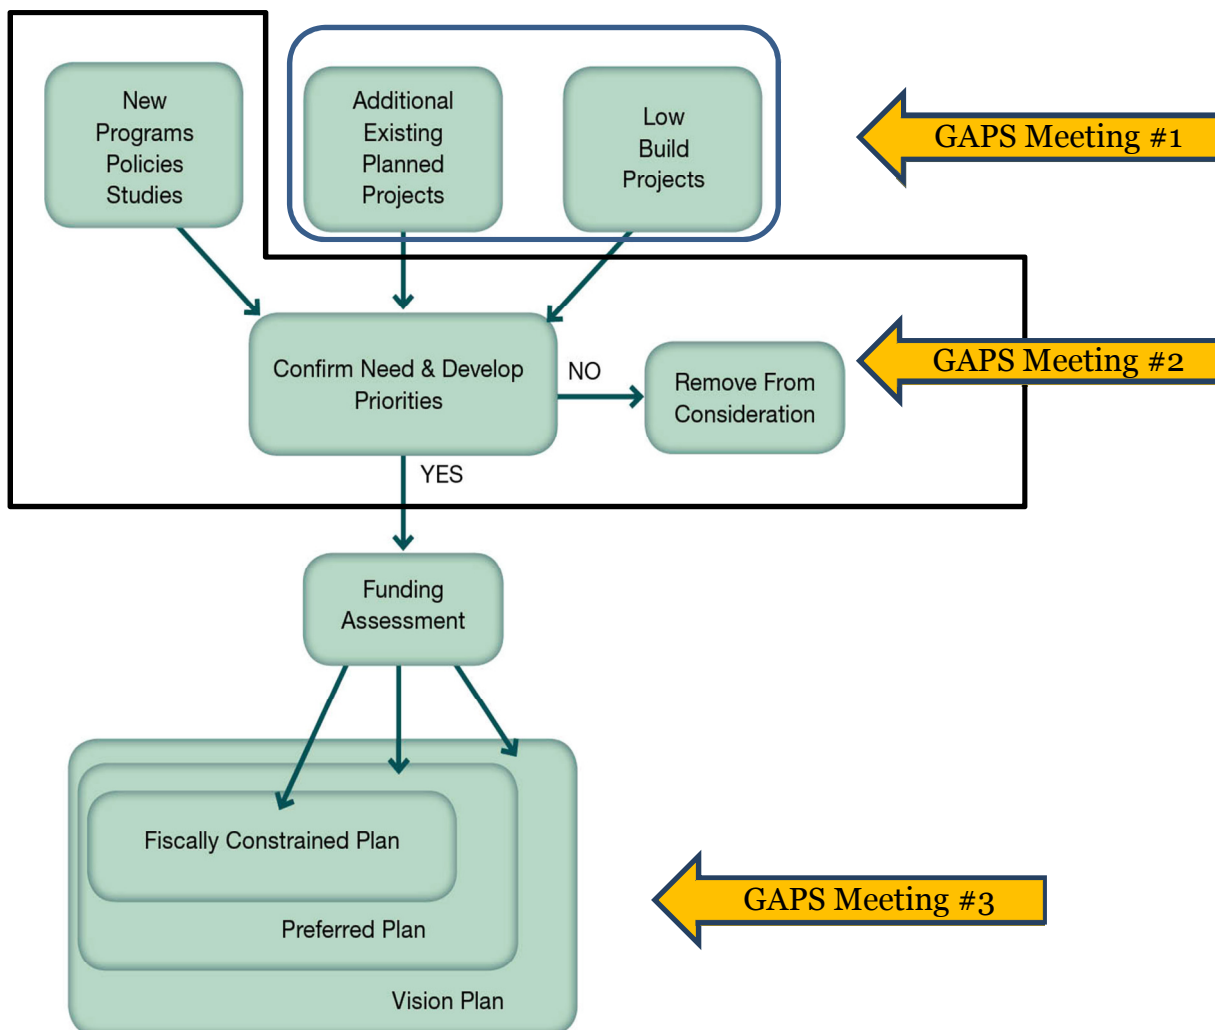 New
Programs
Policies
Studies
Additional
Existing
Planned
Projects
Low
Build
Projects
GAPS Meeting #1
Confirm Need & Develop
Priorities
NO
Remove From
Consideration
GAPS Meeting #2
YES
Funding
Assessment
Fiscally Constrained Plan
Preferred Plan
Vision Plan
GAPS Meeting #3